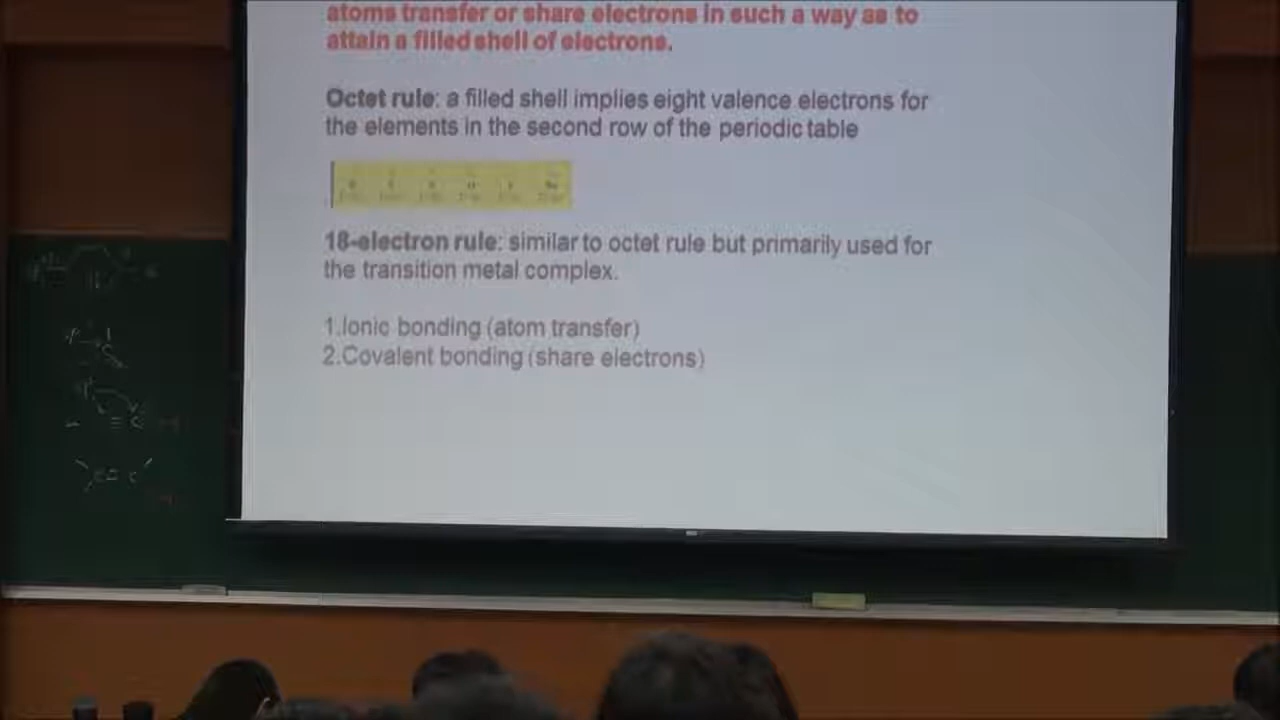 atoms transfer or share electrons in such a way as to
attain a filled shell of electrons.
Octet rule: a filled shell implies eight valence electrons for
the elements in the second row of the periodic table
18-electron rule: similar to octet rule but primarily used for
the transition metal complex.
1.Ionic bonding (atom transfer)
2.Covalent bonding (share electrons)